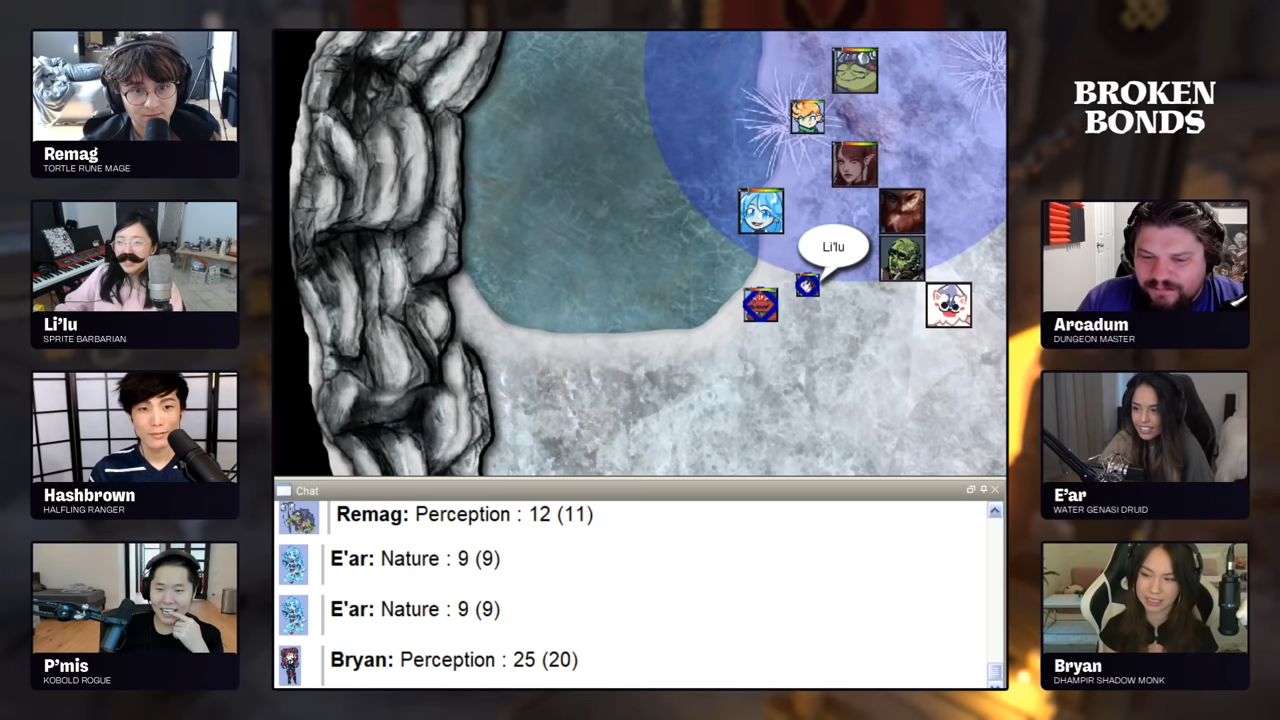 Remag
TORTLE RUNE MAGE
Li'lu
SPRITE BARBARIAN
Hashbrown
HALFLING RANGER
P'mis
KOBOLD ROGUE
Li'lu
Chat
Remag: Perception : 12 (11)
E'ar: Nature : 9 (9)
E'ar: Nature : 9 (9)
Bryan: Perception : 25 (20)
BROKEN
BONDS
Arcadum
DUNGEON MASTER
E'ar
WATER GENASI DRUID
Bryan
DHAMPIR SHADOW MONK